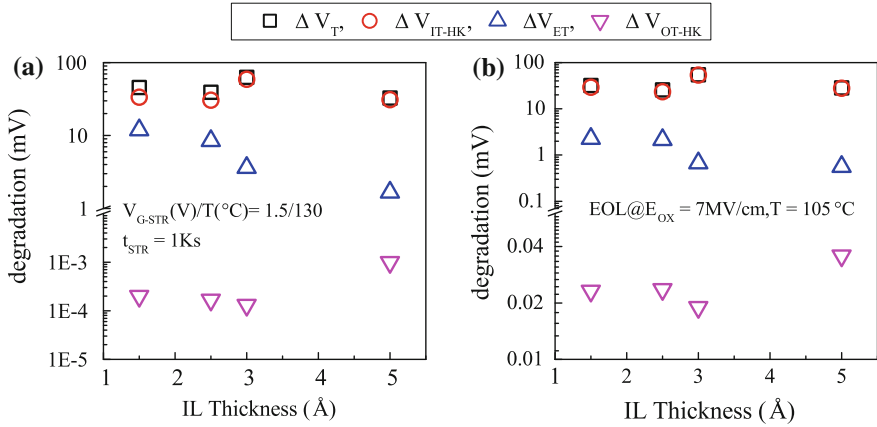 Δ V_T, Δ V_IT-HK, ΔV_ET, Δ V_OT-HK
(a)
degradation (mV)
100
10
1
1E-3
1E-4
1E-5
V_G-STR(V)/T(°C)= 1.5/130
t_STR = 1Ks
1 2 3 4 5
IL Thickness (Å)
(b)
degradation (mV)
100
10
1
0.1
0.04
0.02
0.01
EOL@E_OX = 7MV/cm,T = 105 °C
1 2 3 4 5
IL Thickness (Å)